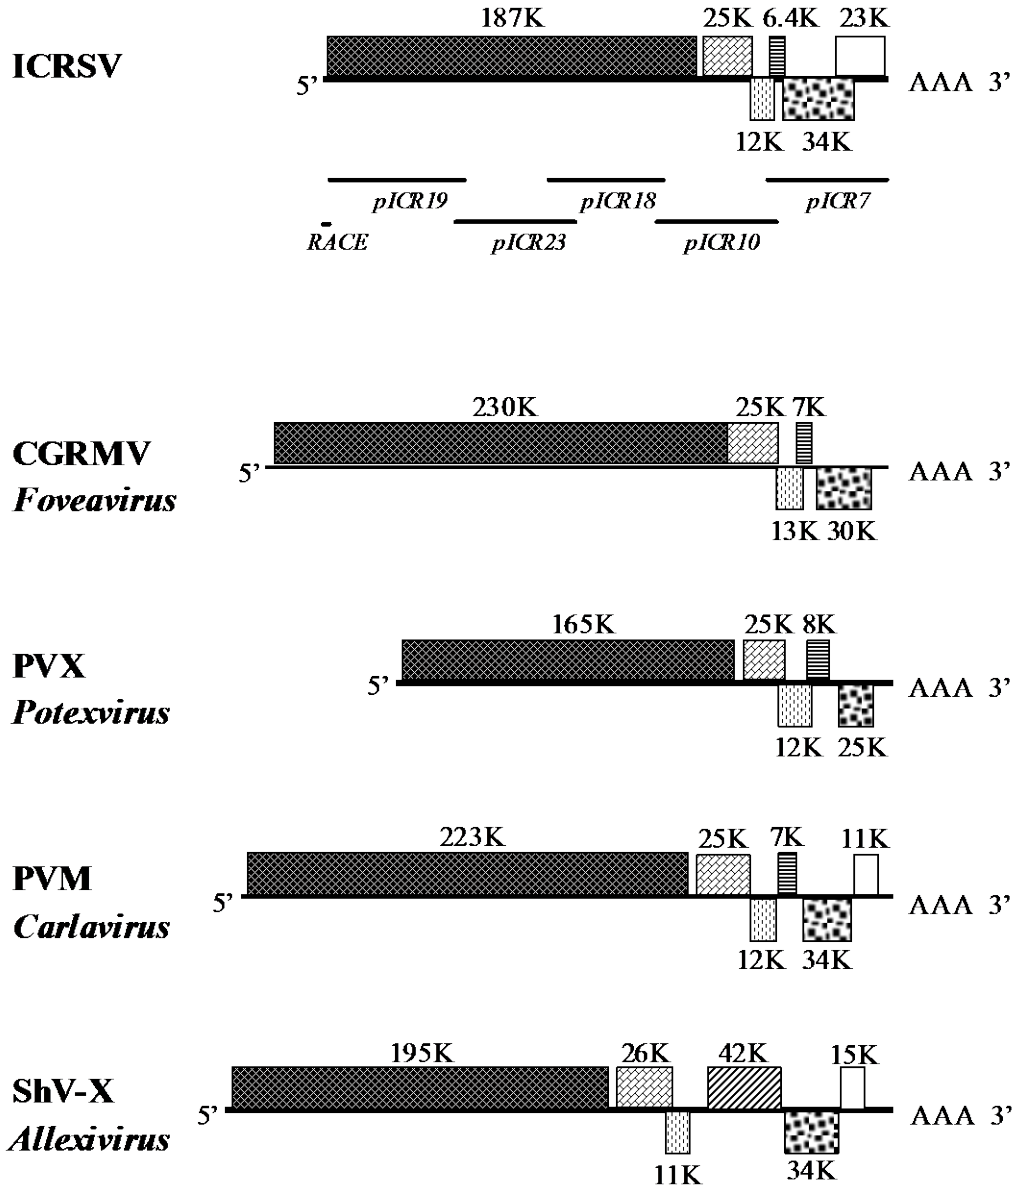 187K 25K 6.4K 23K
ICRSV
5’ AAA 3’
12K 34K
pICR19 pICR18 pICR7
RACE pICR23 pICR10
230K 25K 7K
CGRMV
5’ AAA 3’
Foveavirus
13K 30K
165K 25K 8K
PVX
5’ AAA 3’
Potexvirus
12K 25K
223K 25K 7K 11K
PVM
5’ AAA 3’
Carlavirus
12K 34K
195K 26K 42K 15K
ShV-X
5’ AAA 3’
Allexivirus
11K 34K